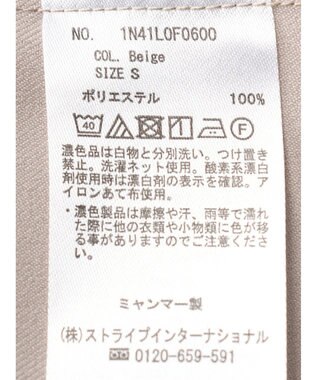 NO. 1N41L0F0600
COL. Beige
SIZE S
ポリエステル 100%
40 F
濃色品は白物と分別洗い。つけ置き
禁止。洗濯ネット使用。酸素系漂白
剤使用時は漂白剤の表示を確認。ア
イロンあて布使用。
・濃色製品は摩擦や汗、雨等で濡れ
た際に他の衣類や小物類に色が移
る事がありますのでご注意くださ
い。
ミャンマー製
(株)ストライプインターナショナル
0120-659-591